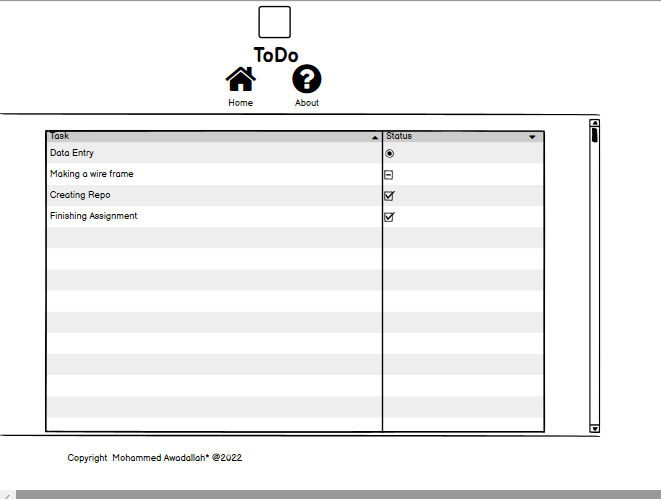 ToDo
Home About
Task Status
Data Entry
Making a wire frame
Creating Repo
Finishing Assignment
Copyright Mohammed Awadallah* @2022